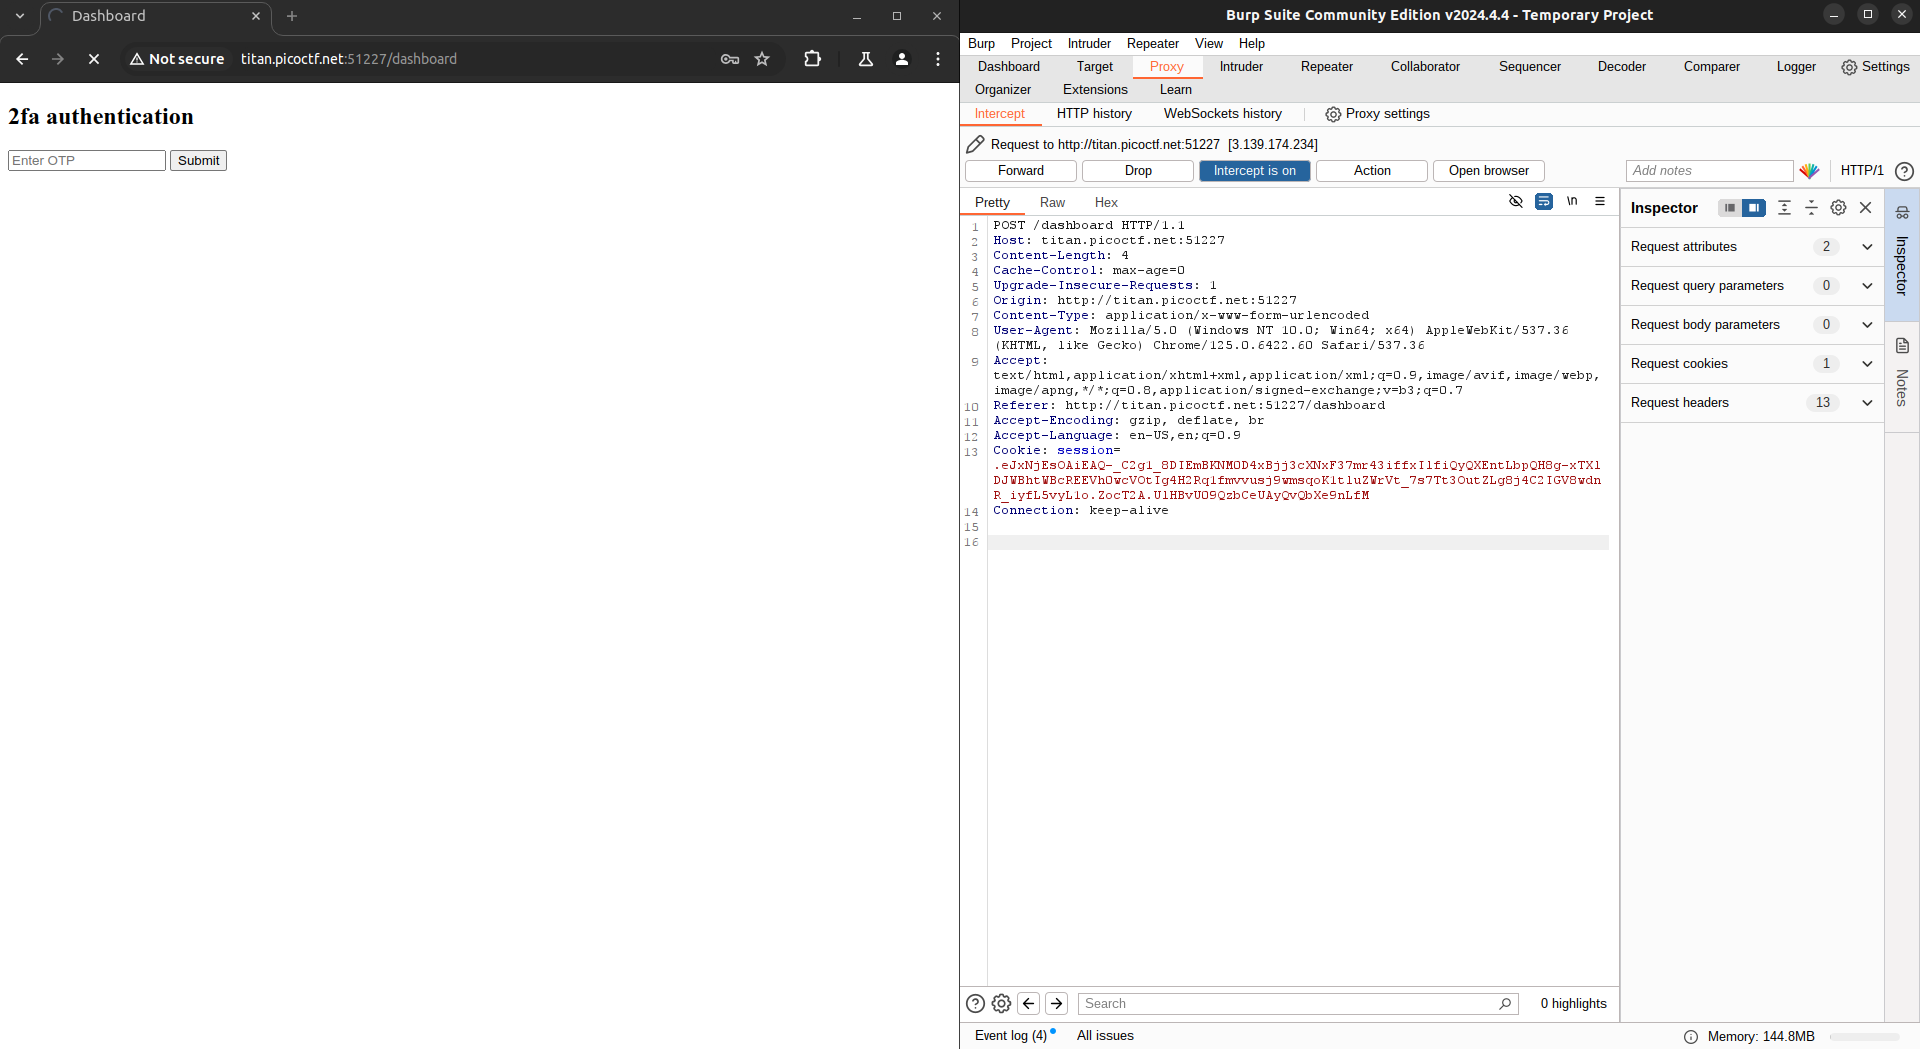 Dashboard
Not secure
titan.picoctf.net:51227/dashboard
2fa authentication
Enter OTP
Submit
Burp Suite Community Edition v2024.4.4 - Temporary Project
Burp Project Intruder Repeater View Help
Dashboard Target Proxy Intruder Repeater Collaborator Sequencer Decoder Comparer Logger Settings
Organizer Extensions Learn
Intercept HTTP history WebSockets history Proxy settings
Request to http://titan.picoctf.net:51227 [3.139.174.234]
Forward Drop Intercept is on Action Open browser Add notes HTTP/1
Pretty Raw Hex \n
1 POST /dashboard HTTP/1.1
2 Host: titan.picoctf.net:51227
3 Content-Length: 4
4 Cache-Control: max-age=0
5 Upgrade-Insecure-Requests: 1
6 Origin: http://titan.picoctf.net:51227
7 Content-Type: application/x-www-form-urlencoded
8 User-Agent: Mozilla/5.0 (Windows NT 10.0; Win64; x64) AppleWebKit/537.36
(KHTML, like Gecko) Chrome/125.0.6422.60 Safari/537.36
9 Accept:
text/html,application/xhtml+xml,application/xml;q=0.9,image/avif,image/webp,
image/apng,*/*;q=0.8,application/signed-exchange;v=b3;q=0.7
10 Referer: http://titan.picoctf.net:51227/dashboard
11 Accept-Encoding: gzip, deflate, br
12 Accept-Language: en-US,en;q=0.9
13 Cookie: session=
14 Connection: keep-alive
15
16
Inspector
Request attributes 2
Request query parameters 0
Request body parameters 0
Request cookies 1
Request headers 13
Inspector
Notes
Search
0 highlights
Event log (4) All issues
Memory: 144.8MB